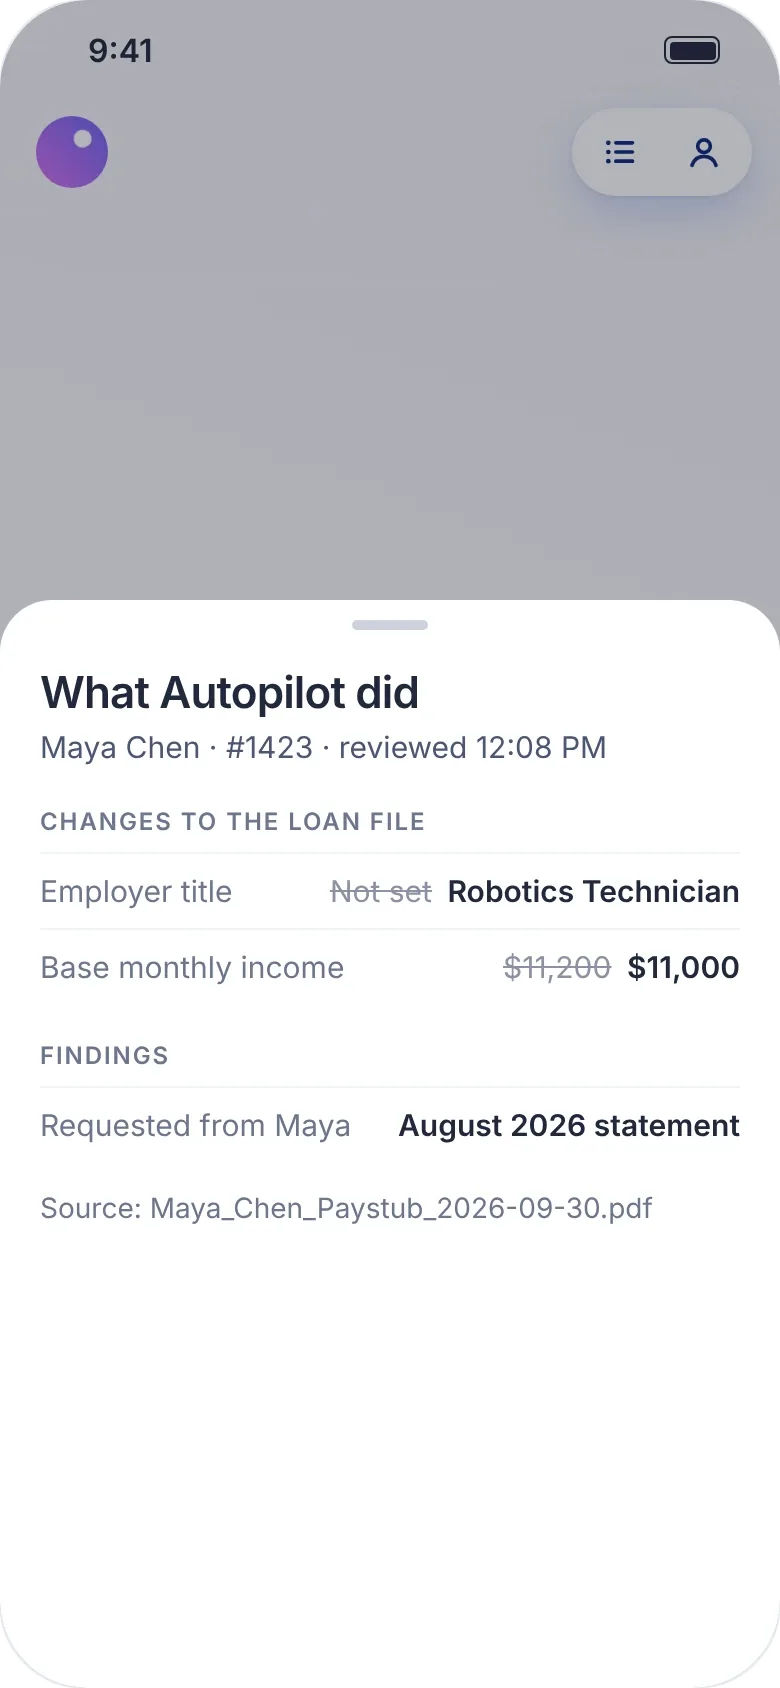 9:41
What Autopilot did
Maya Chen · #1423 · reviewed 12:08 PM
CHANGES TO THE LOAN FILE
Employer title Not set Robotics Technician
Base monthly income $11,200 $11,000
FINDINGS
Requested from Maya August 2026 statement
Source: Maya_Chen_Paystub_2026-09-30.pdf